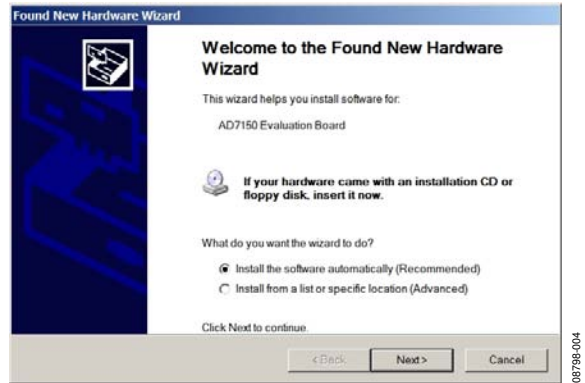 Found New Hardware Wizard
Welcome to the Found New Hardware
Wizard
This wizard helps you install software for:
AD7150 Evaluation Board
If your hardware came with an installation CD or
floppy disk, insert it now.
What do you want the wizard to do?
Install the software automatically (Recommended)
Install from a list or specific location (Advanced)
Click Next to continue.
< Back
Next >
Cancel
08798-004